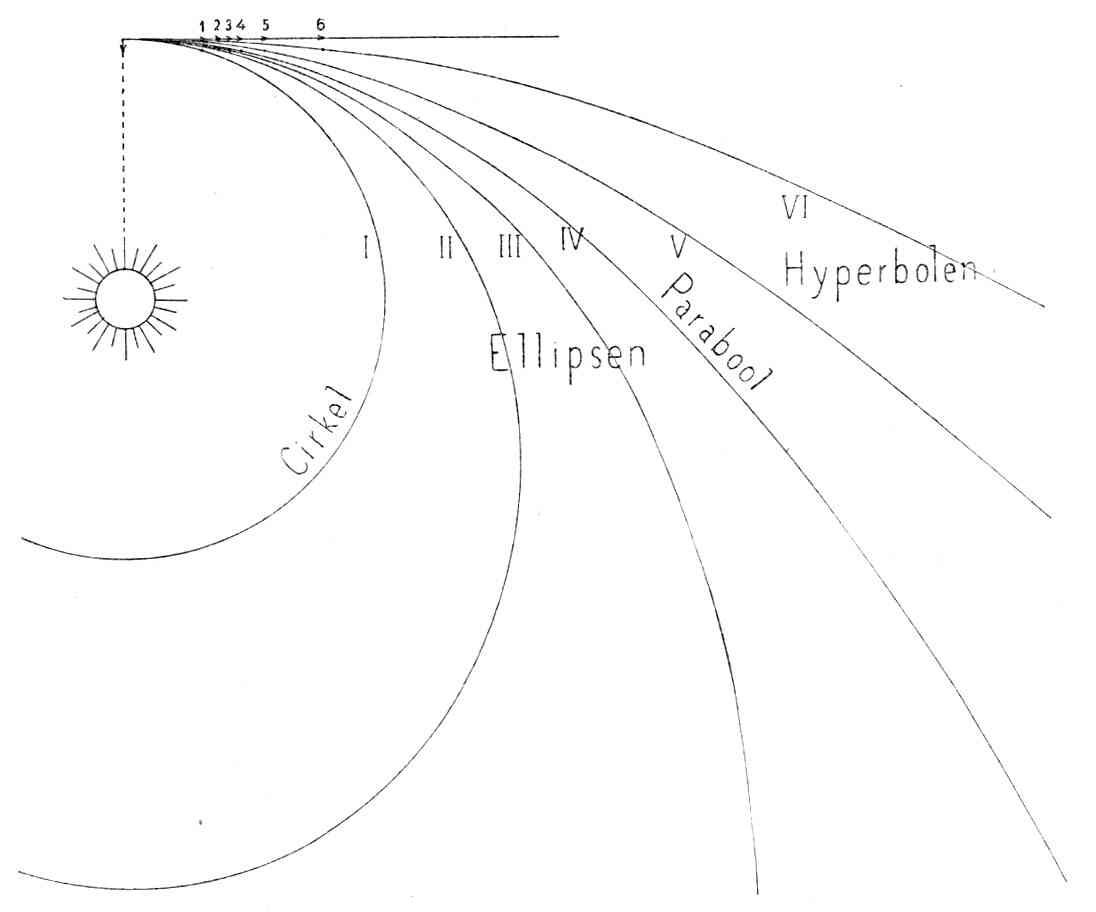 1 2 3 4 5 6
VI
I II III IV V
Hyperbolen
Parabool
Ellipsen
Cirkel